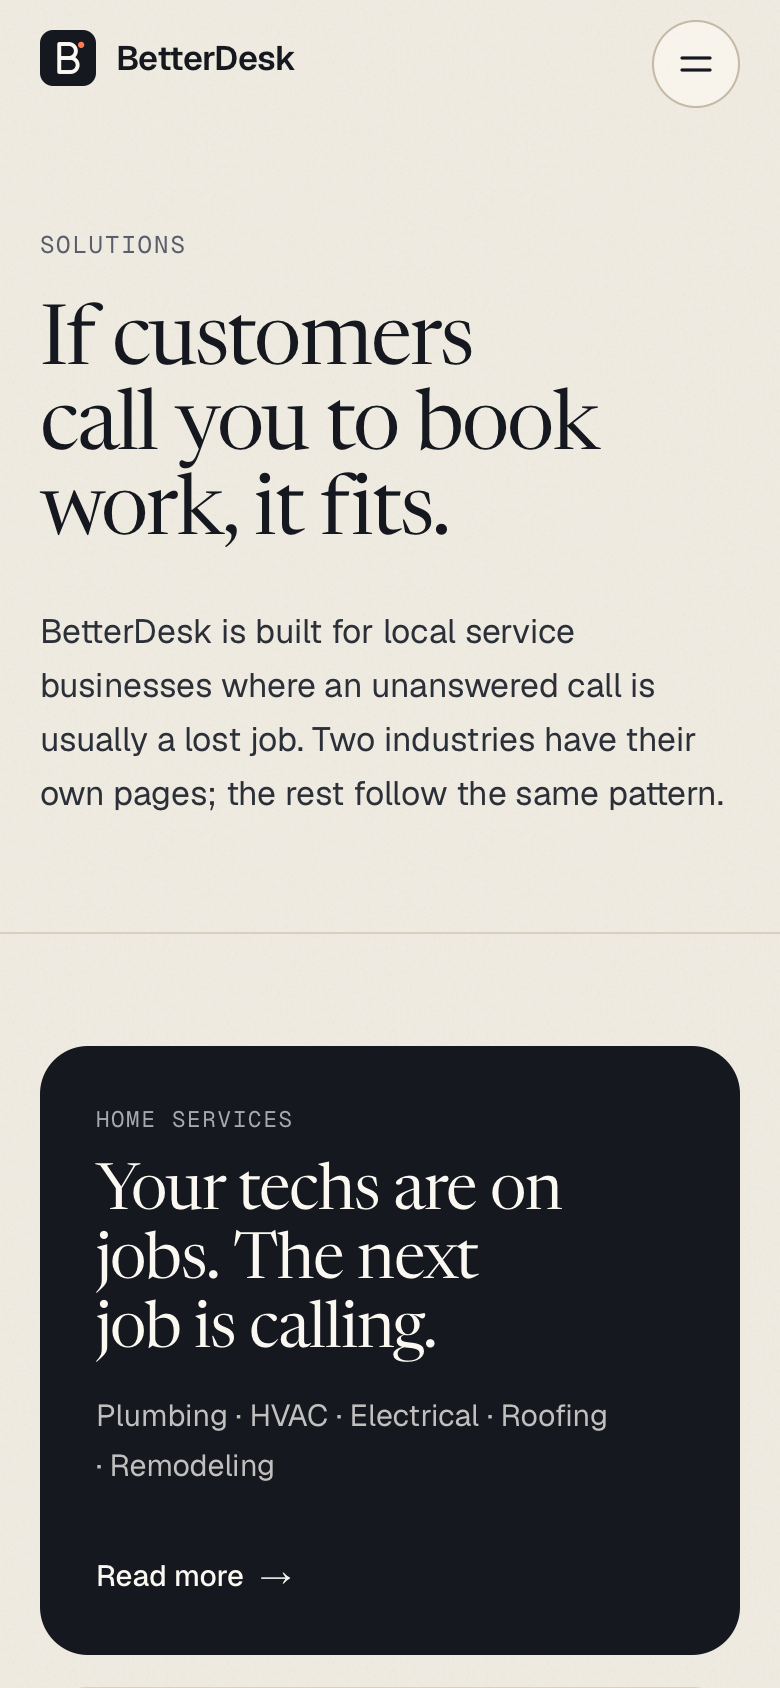 B BetterDesk
SOLUTIONS
If customers
call you to book
work, it fits.
BetterDesk is built for local service
businesses where an unanswered call is
usually a lost job. Two industries have their
own pages; the rest follow the same pattern.
HOME SERVICES
Your techs are on
jobs. The next
job is calling.
Plumbing · HVAC · Electrical · Roofing
· Remodeling
Read more →